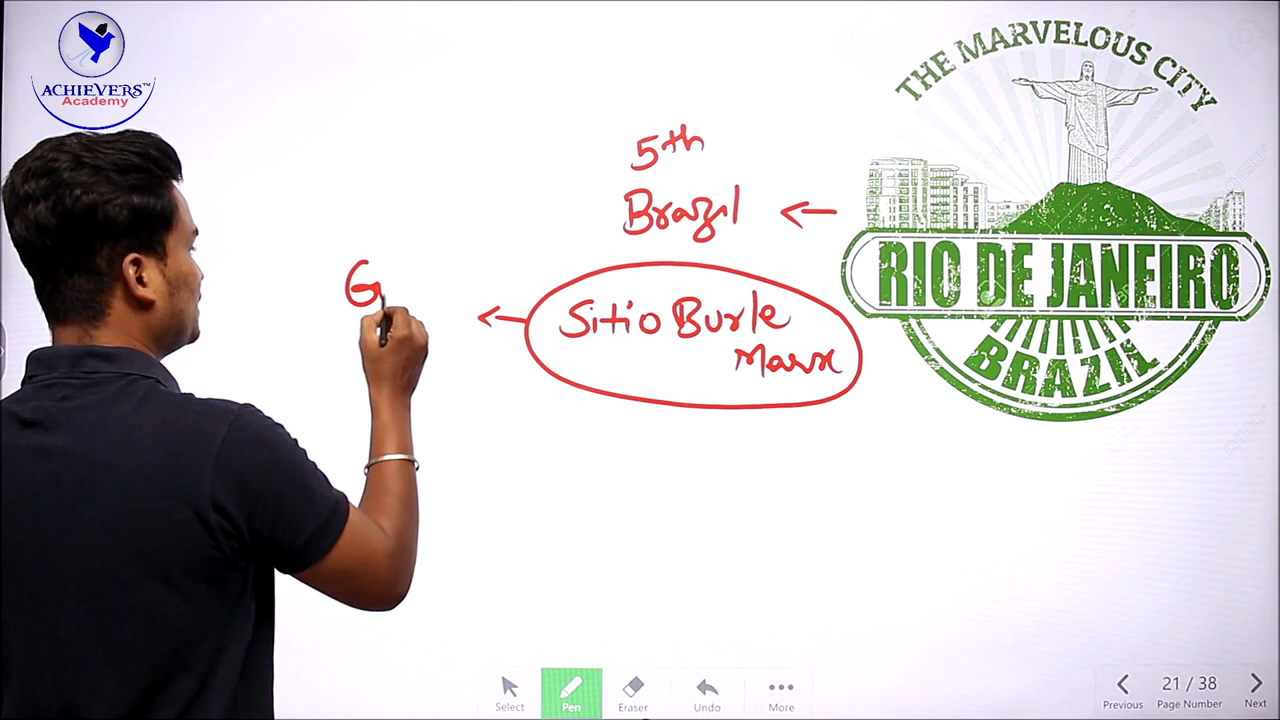 ACHIEVERS™
Academy
THE MARVELOUS CITY
5th
Brazil ←
RIO DE JANEIRO
BRAZIL
G
← Sitio Burle
Marx
Select
Pen
Eraser
Undo
More
Previous
21 / 38
Page Number
Next